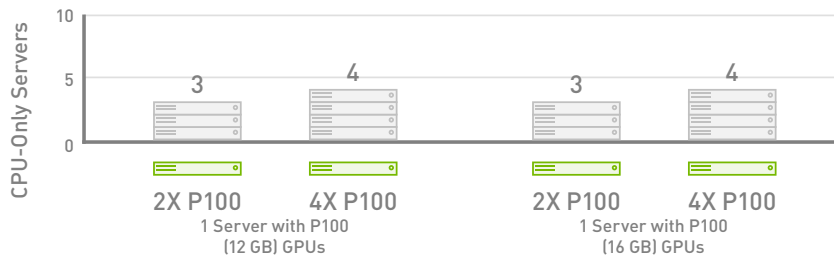 CPU-Only Servers
10
5
0
3
4
3
4
2X P100
4X P100
2X P100
4X P100
1 Server with P100
(12 GB) GPUs
1 Server with P100
(16 GB) GPUs